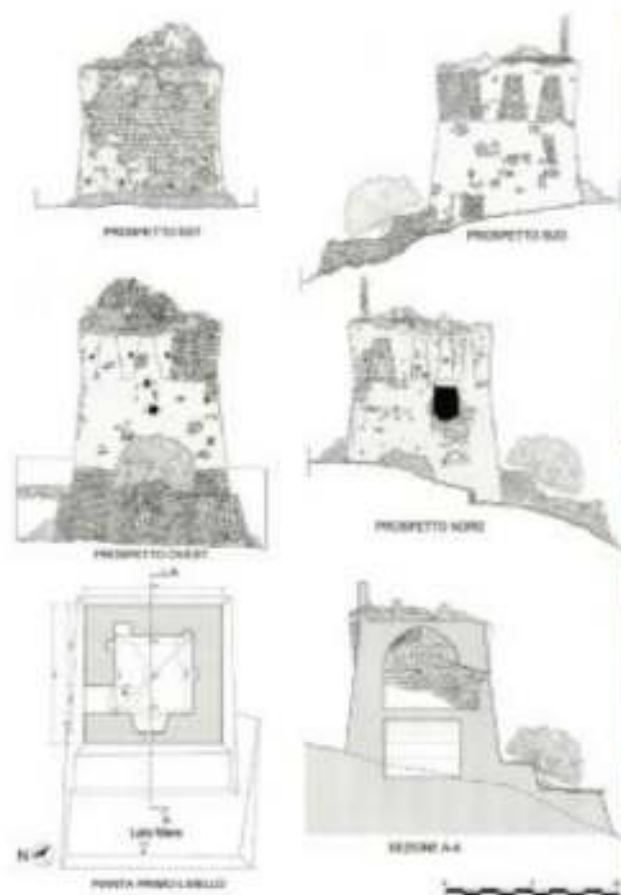 PROSPETTO EST
PROSPETTO SUD
PROSPETTO OVEST
PROSPETTO NORD
A
A
Lato Mare
N
PIANTA PRIMO LIVELLO
SEZIONE A-A